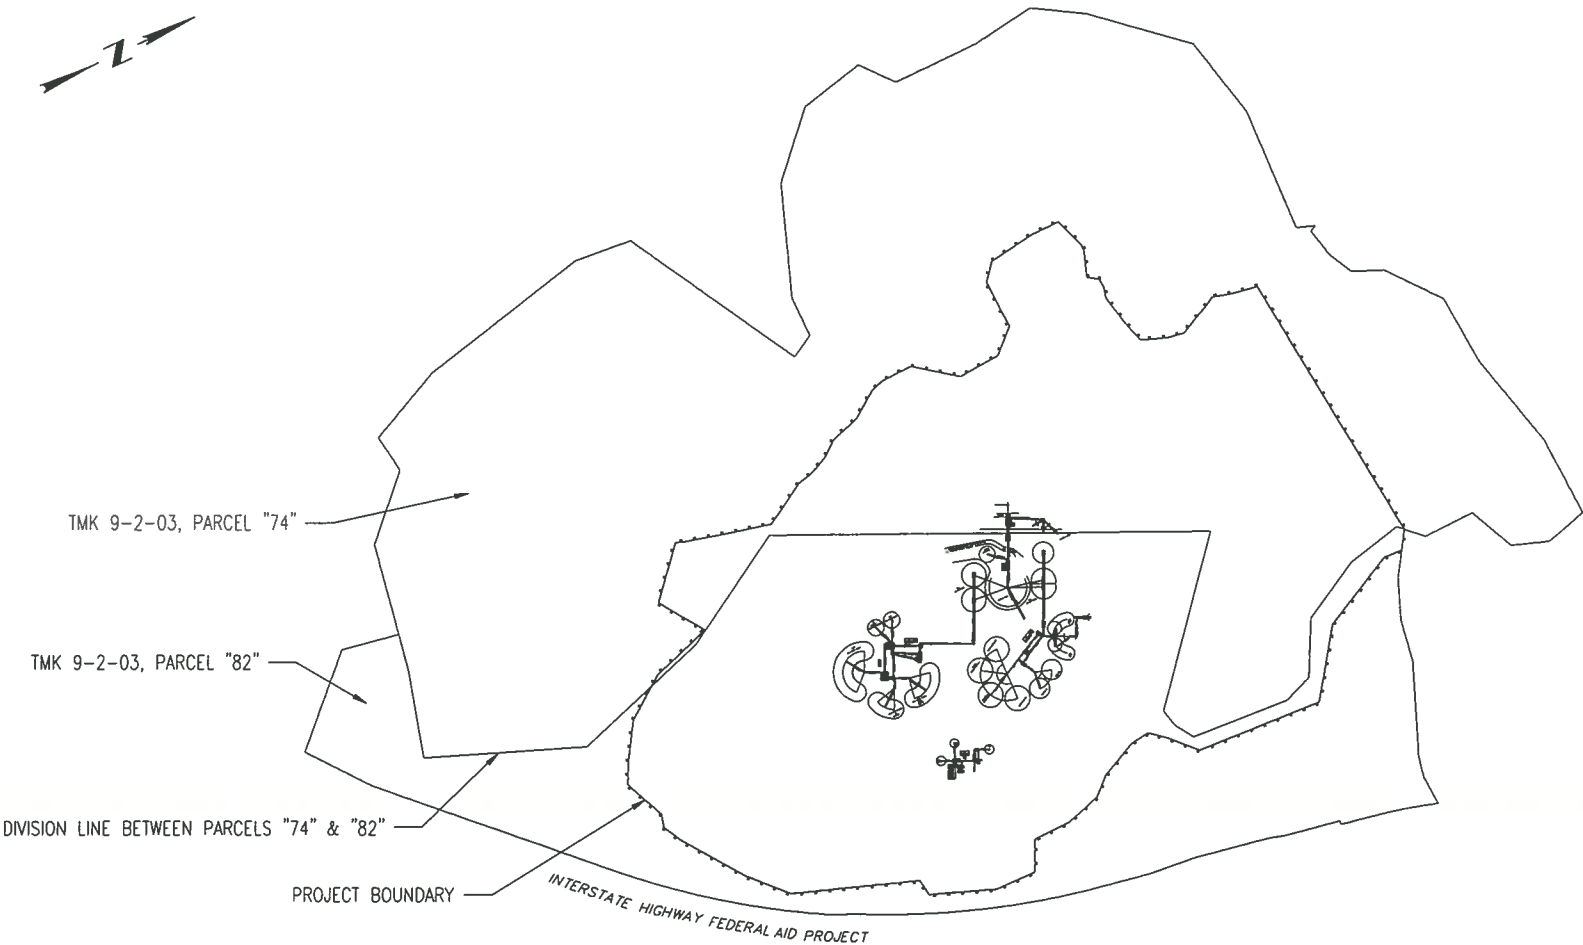 N
TMK 9-2-03, PARCEL "74"
TMK 9-2-03, PARCEL "82"
DIVISION LINE BETWEEN PARCELS "74" & "82"
PROJECT BOUNDARY
INTERSTATE HIGHWAY FEDERAL AID PROJECT